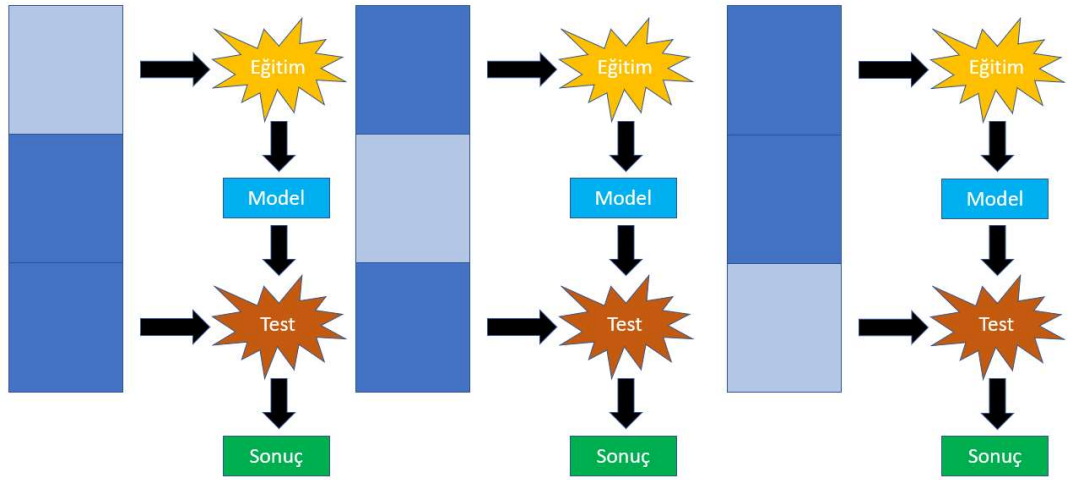 Eğitim
Model
Test
Sonuç
Eğitim
Model
Test
Sonuç
Eğitim
Model
Test
Sonuç